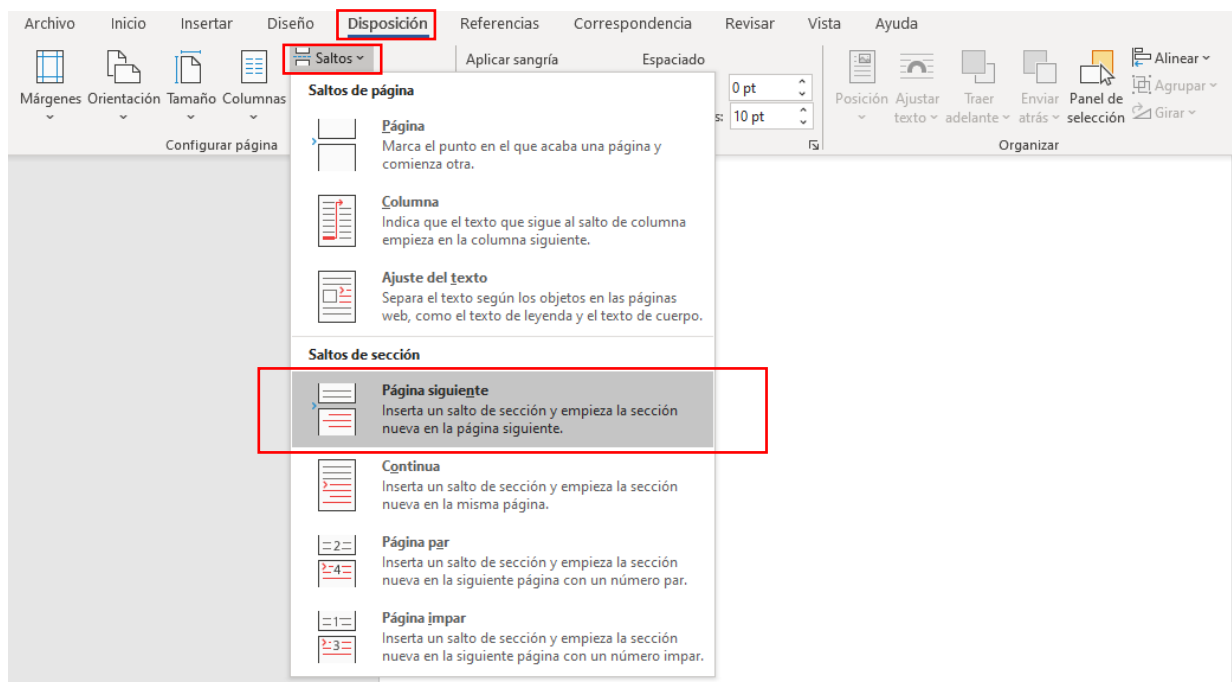 Archivo Inicio Insertar Diseño Disposición Referencias Correspondencia Revisar Vista Ayuda
Saltos Aplicar sangría Espaciado
Márgenes Orientación Tamaño Columnas
Configurar página
0 pt
s: 10 pt
Posición Ajustar texto Traer adelante Enviar atrás Panel de selección
Alinear
Agrupar
Girar
Organizar
Saltos de página
Página
Marca el punto en el que acaba una página y
comienza otra.
Columna
Indica que el texto que sigue al salto de columna
empieza en la columna siguiente.
Ajuste del texto
Separa el texto según los objetos en las páginas
web, como el texto de leyenda y el texto de cuerpo.
Saltos de sección
Página siguiente
Inserta un salto de sección y empieza la sección
nueva en la página siguiente.
Continua
Inserta un salto de sección y empieza la sección
nueva en la misma página.
=2=
4=
Página par
Inserta un salto de sección y empieza la sección
nueva en la siguiente página con un número par.
=1=
3=
Página impar
Inserta un salto de sección y empieza la sección
nueva en la siguiente página con un número impar.